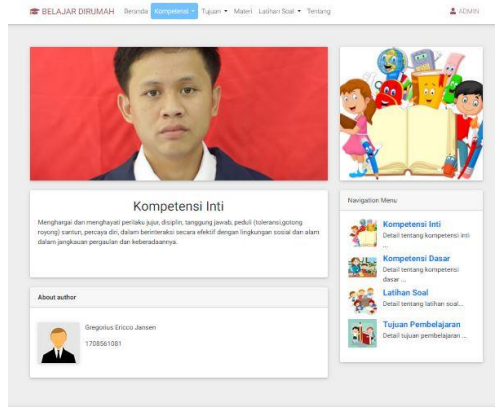 BELAJAR DIRUMAH Beranda Kompetensi Tujuan Materi Latihan Soal Tentang ADMIN
Kompetensi Inti
Menghargai dan menghayati perilaku jujur, disiplin, tanggung jawab, peduli (toleransi,gotong
royong) santun, percaya diri, dalam berinteraksi secara efektif dengan lingkungan sosial dan alam
dalam jangkauan pergaulan dan keberadaannya.
About author
Gregorius Ericco Jansen
1708561081
Navigation Menu
Kompetensi Inti
Detail tentang kompetensi inti
...
Kompetensi Dasar
Detail tentang kompetensi
dasar ...
Latihan Soal
Detail tentang latihan soal...
Tujuan Pembelajaran
Detail tujuan pembelajaran ...